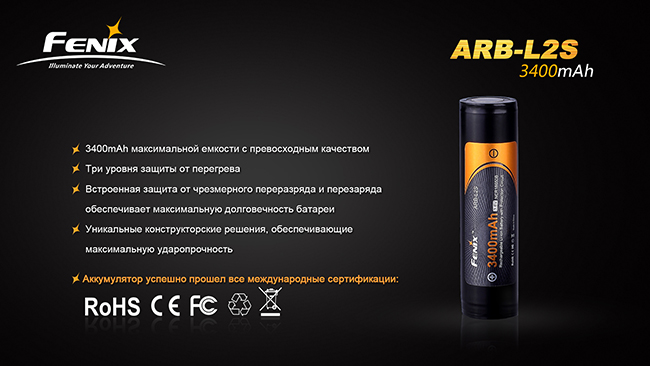 FENIX
Illuminate Your Adventure
ARB-L2S
3400mAh
3400mAh максимальной емкости с превосходным качеством
Три уровня защиты от перегрева
Встроенная защита от чрезмерного переразряда и перезаряда
обеспечивает максимальную долговечность батареи
Уникальные конструкторские решения, обеспечивающие
максимальную ударопрочность
Аккумулятор успешно прошел все международные сертификации:
RoHS CE FC
FENIX
3400mAh
ARB-L2S